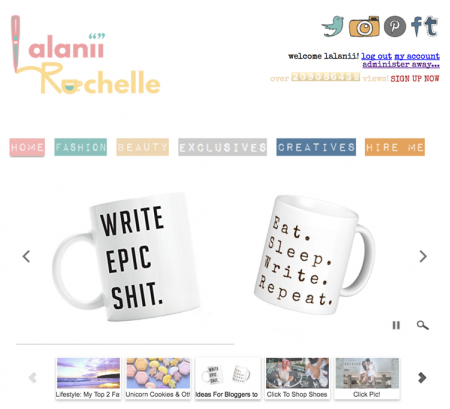 lalanii
Rochelle
welcome lalanii! log out my account
administer away...
over 209086439 views! SIGN UP NOW
HOME FASHION BEAUTY EXCLUSIVES CREATIVES HIRE ME
WRITE
EPIC
SHIT.
Eat.
Sleep.
Write.
Repeat.
Lifestyle: My Top 2 Fa
Unicorn Cookies & Oth
Ideas For Bloggers to
Click To Shop Shoes
Click Pic!